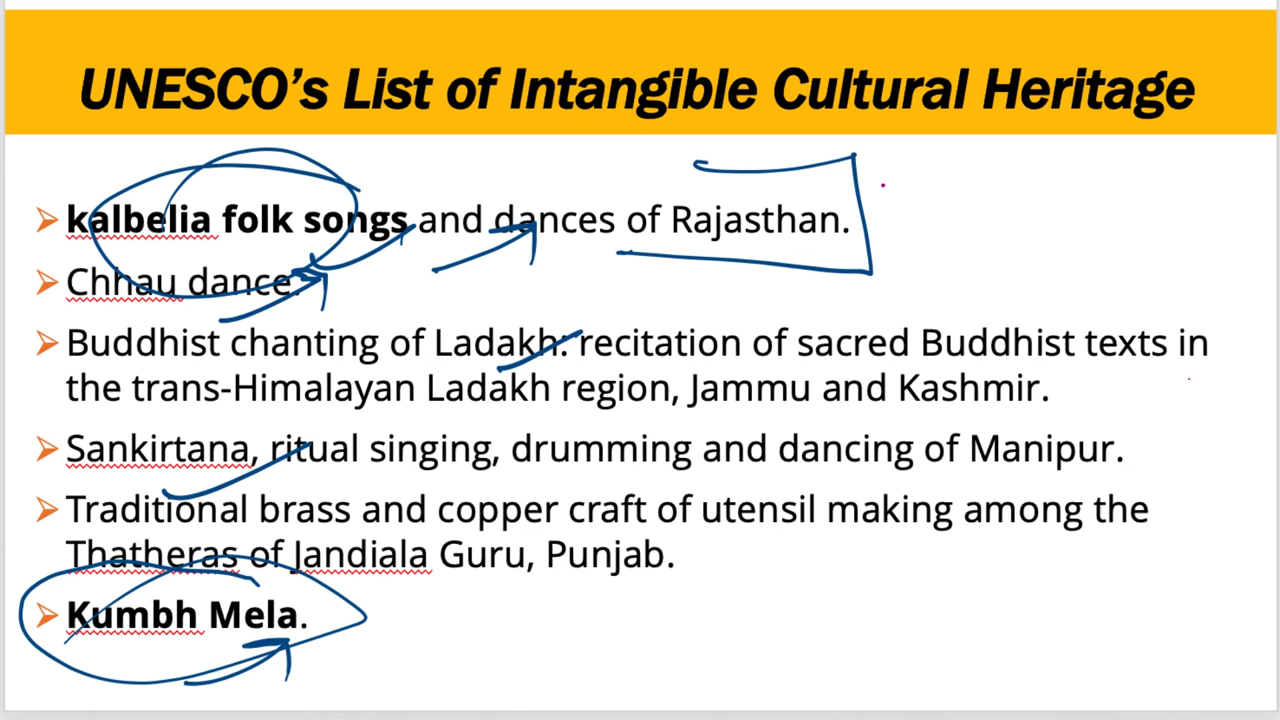 UNESCO’s List of Intangible Cultural Heritage
kalbelia folk songs and dances of Rajasthan.
Chhau dance.
Buddhist chanting of Ladakh: recitation of sacred Buddhist texts in
the trans-Himalayan Ladakh region, Jammu and Kashmir.
Sankirtana, ritual singing, drumming and dancing of Manipur.
Traditional brass and copper craft of utensil making among the
Thatheras of Jandiala Guru, Punjab.
Kumbh Mela.